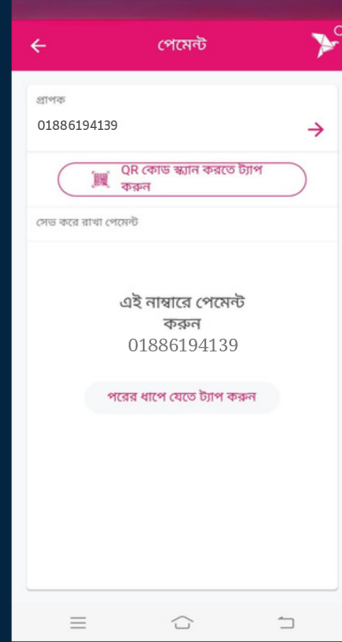 পেমেন্ট
প্রাপক
01886194139
QR কোড স্ক্যান করতে ট্যাপ
করুন
সেভ করে রাখা পেমেন্ট
এই নাম্বারে পেমেন্ট
করুন
01886194139
পরের ধাপে যেতে ট্যাপ করুন